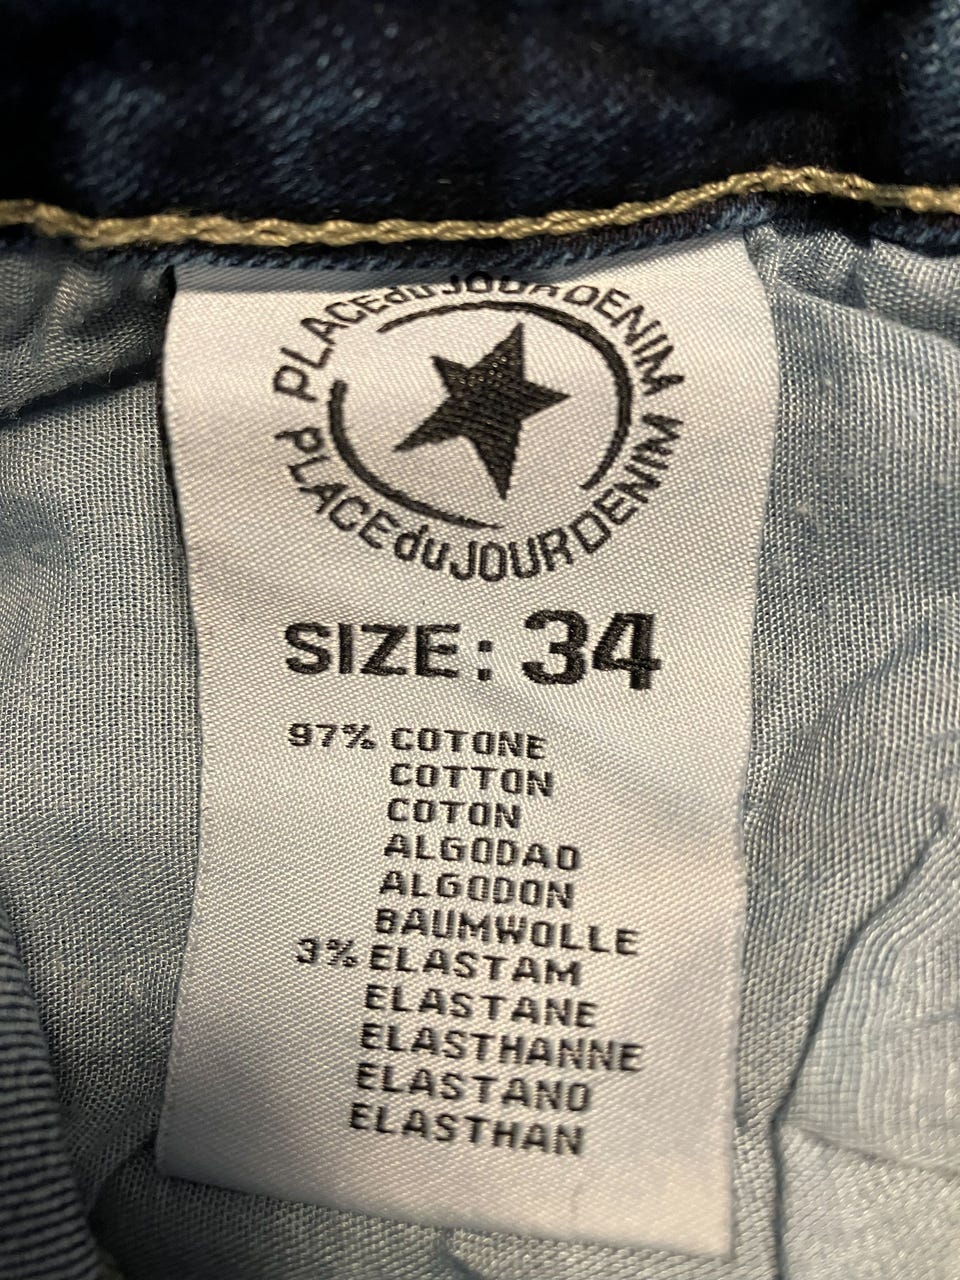 PLACEduJOURDENIM
PLACEduJOURDENIM
SIZE: 34
97% COTONE
COTTON
COTON
ALGODAO
ALGODON
BAUMWOLLE
3% ELASTAM
ELASTANE
ELASTHANNE
ELASTANO
ELASTHAN